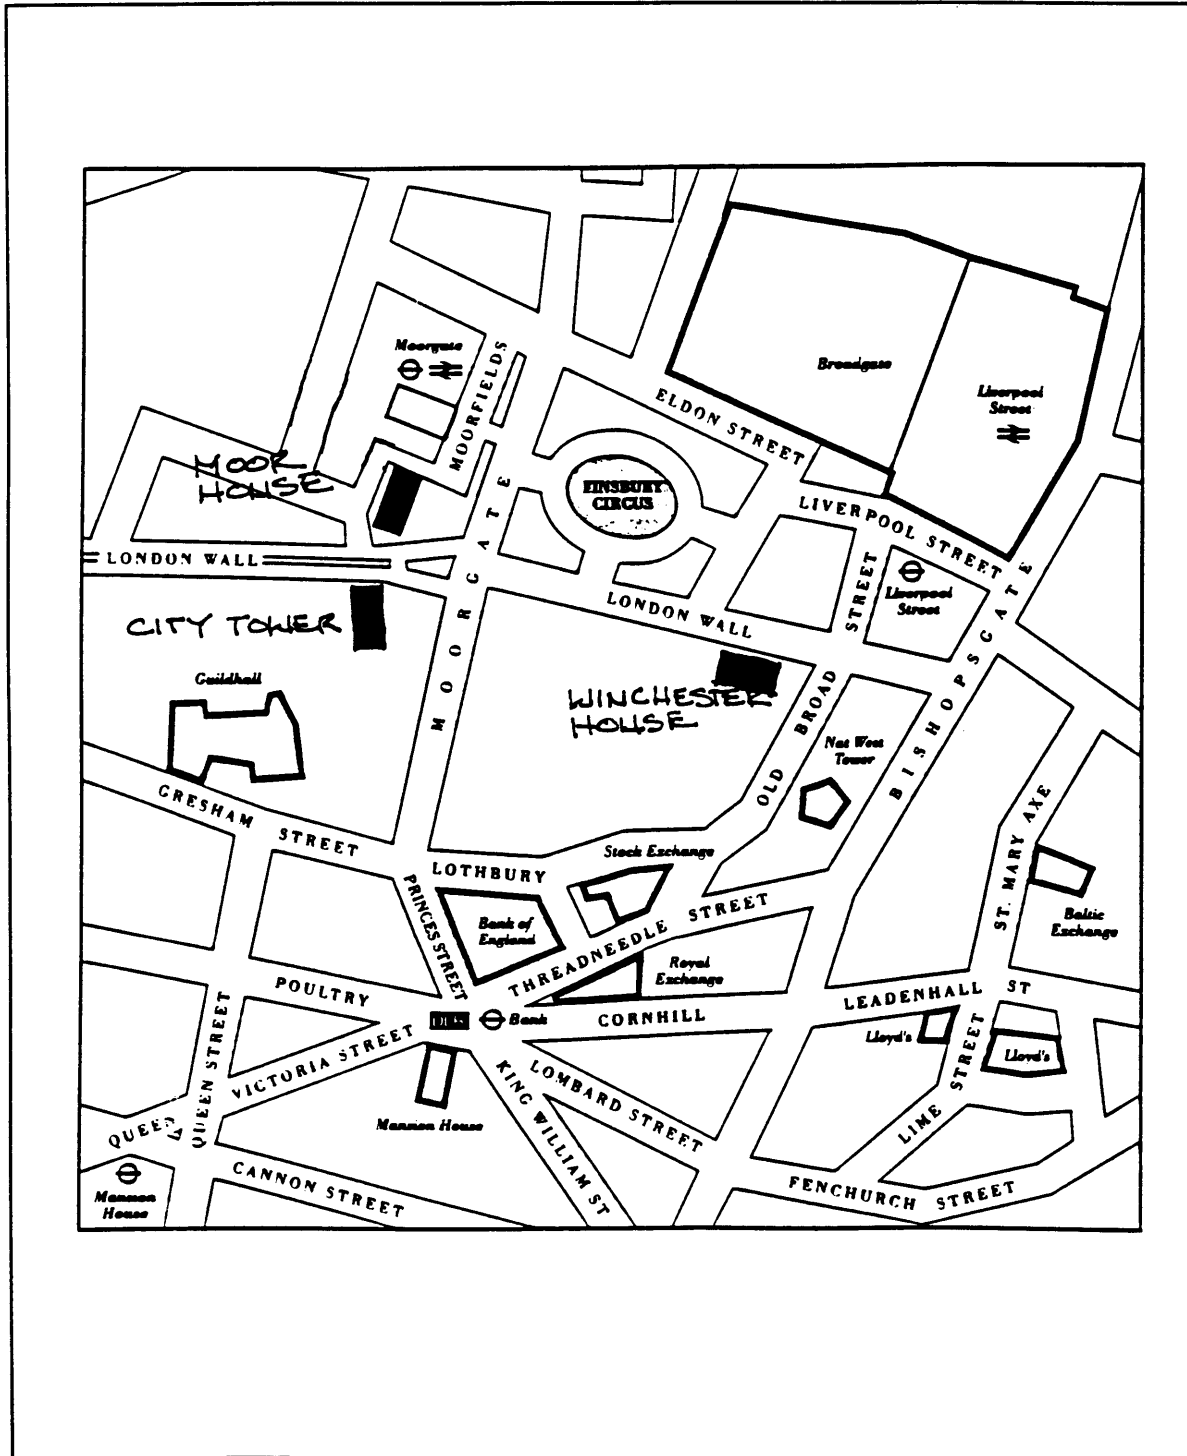 Moorgate
MOORFIELDS
Broadgate
Liverpool
Street
ELDON STREET
MOOR
HOUSE
FINSBURY
CIRCUS
LIVERPOOL STREET
LONDON WALL
MOORGATE
Liverpool
Street
LONDON WALL
CITY TOWER
OLD BROAD STREET
BISHOPSGATE
Guildhall
WINCHESTER
HOUSE
Nat West
Tower
GRESHAM STREET
ST. MARY AXE
Stock Exchange
LOTHBURY
PRINCES STREET
Bank of
England
THREADNEEDLE STREET
Baltic
Exchange
Royal
Exchange
POULTRY
LEADENHALL ST
QUEEN STREET
VICTORIA STREET
Bank
CORNHILL
Lloyd's
Lloyd's
LIME STREET
KING WILLIAM ST
LOMBARD STREET
Mansion House
QUEEN
CANNON STREET
FENCHURCH STREET
Mansion
House